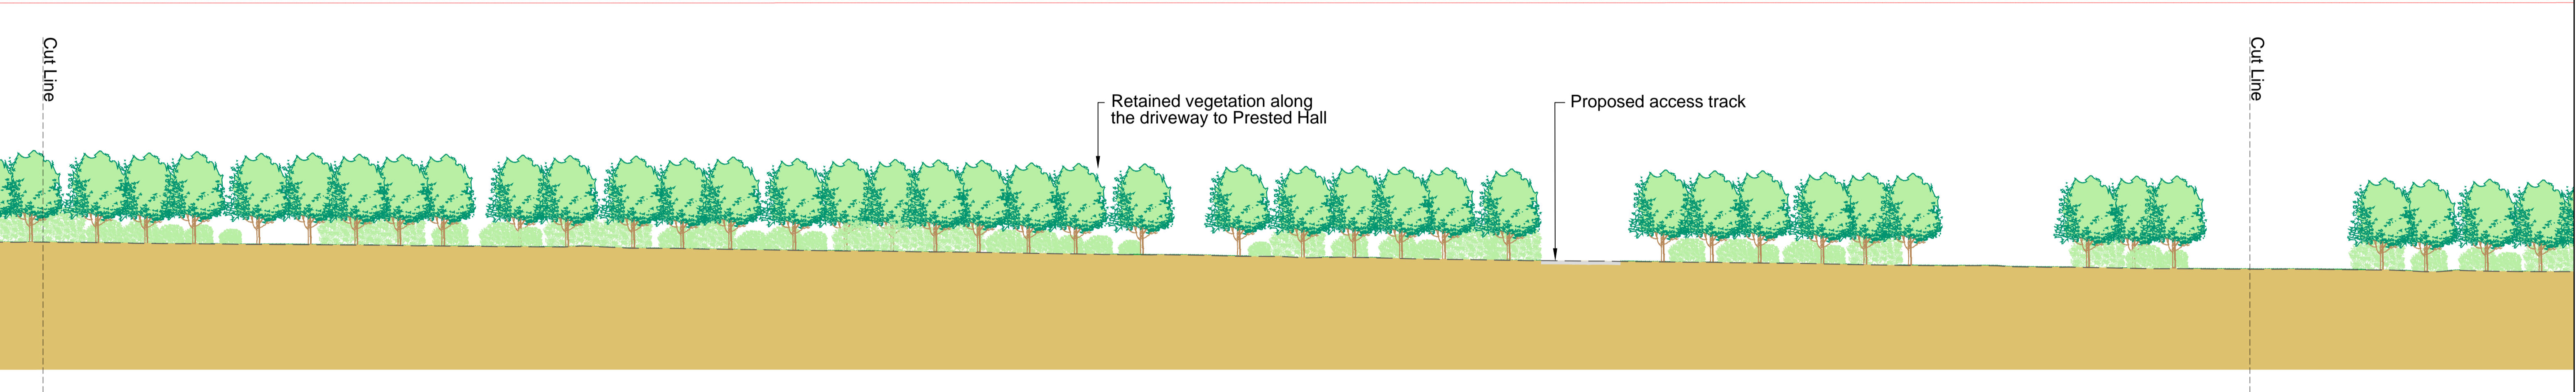 Cut Line
Retained vegetation along
the driveway to Prested Hall
Proposed access track
Cut Line